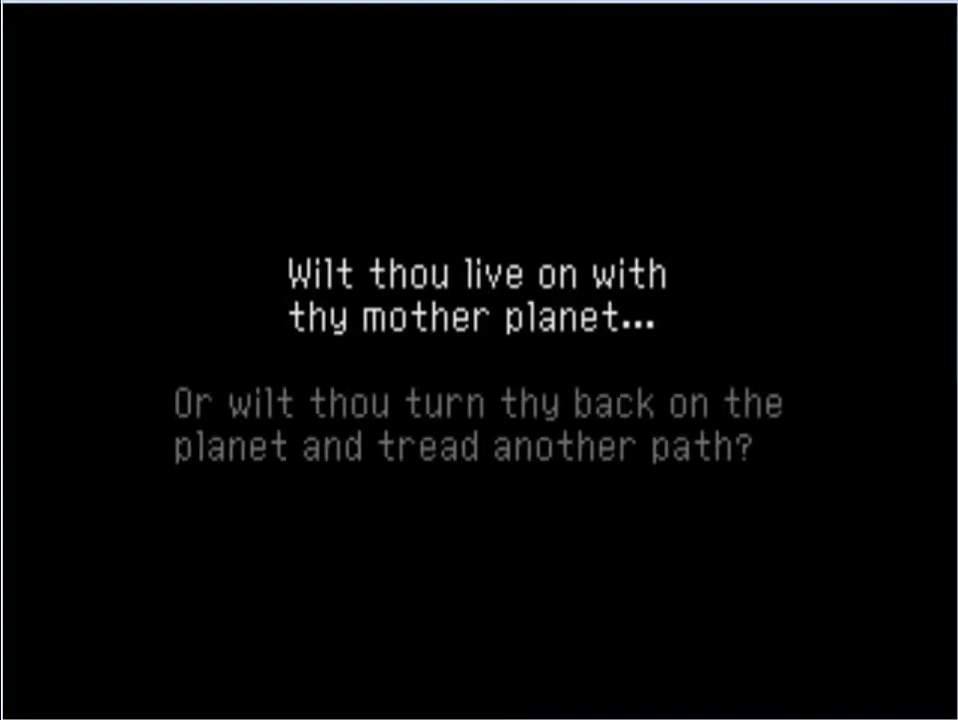 Wilt thou live on with
thy mother planet...
Or wilt thou turn thy back on the
planet and tread another path?